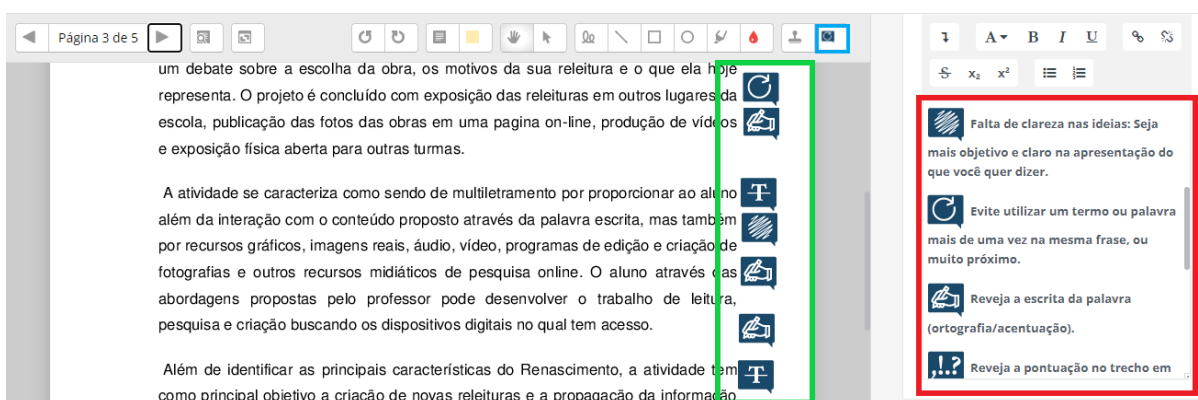 Página 3 de 5
A B I U
S x₂ x²
um debate sobre a escolha da obra, os motivos da sua releitura e o que ela hoje
representa. O projeto é concluído com exposição das releituras em outros lugares da
escola, publicação das fotos das obras em uma pagina on-line, produção de vídeos
e exposição física aberta para outras turmas.
A atividade se caracteriza como sendo de multiletramento por proporcionar ao aluno
além da interação com o conteúdo proposto através da palavra escrita, mas também
por recursos gráficos, imagens reais, áudio, vídeo, programas de edição e criação de
fotografias e outros recursos midiáticos de pesquisa online. O aluno através das
abordagens propostas pelo professor pode desenvolver o trabalho de leitura,
pesquisa e criação buscando os dispositivos digitais no qual tem acesso.
Além de identificar as principais características do Renascimento, a atividade tem
como principal objetivo a criação de novas releituras e a propagação da informação
T
T
Falta de clareza nas ideias: Seja
mais objetivo e claro na apresentação do
que você quer dizer.
Evite utilizar um termo ou palavra
mais de uma vez na mesma frase, ou
muito próximo.
Reveja a escrita da palavra
(ortografia/acentuação).
,!.? Reveja a pontuação no trecho em